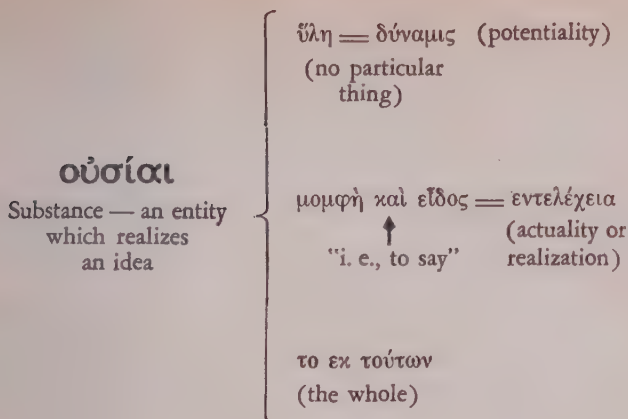 οὐσίαι
Substance — an entity
which realizes
an idea
ὕλη = δύναμις (potentiality)
(no particular
thing)
μομφὴ καὶ εἶδος = εντελέχεια
(actuality or
realization)
"i. e., to say"
το εκ τούτων
(the whole)